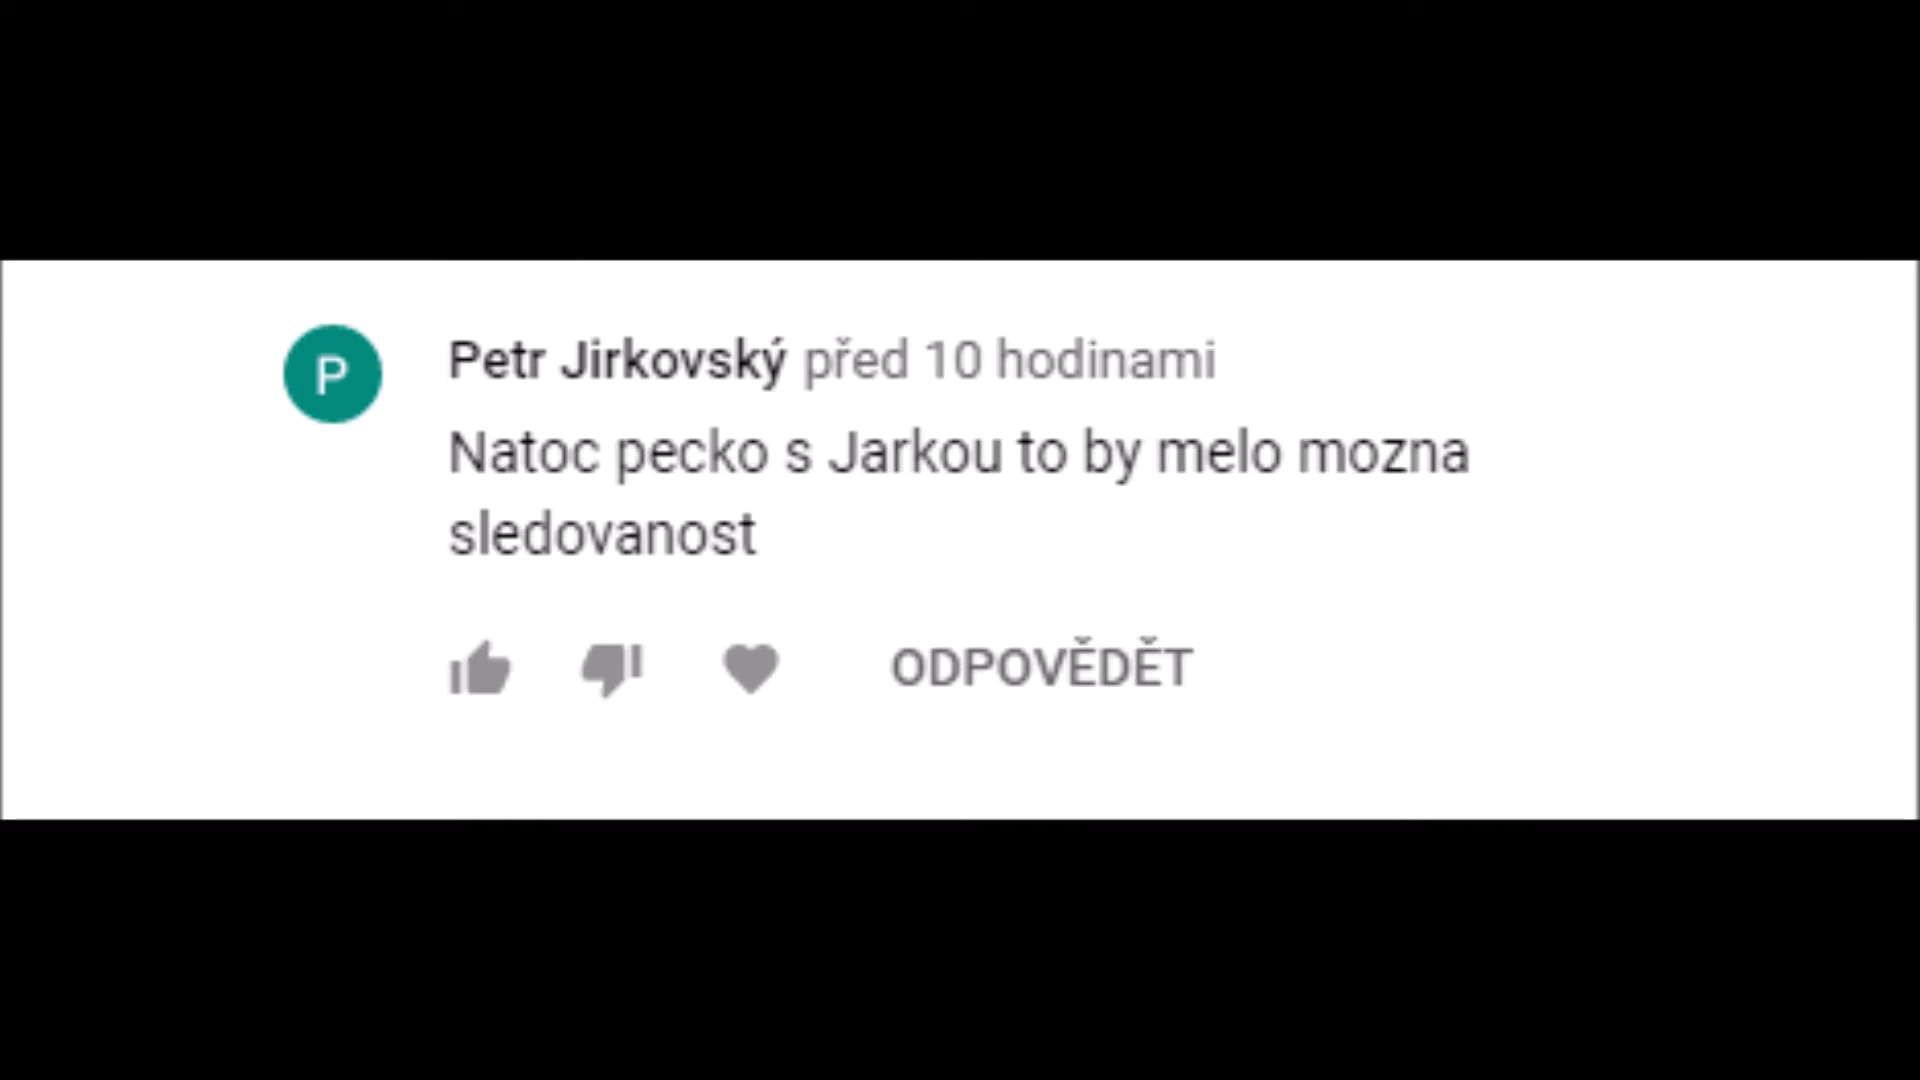 P
Petr Jirkovský před 10 hodinami
Natoc pecko s Jarkou to by melo mozna
sledovanost
ODPOVĚDĚT